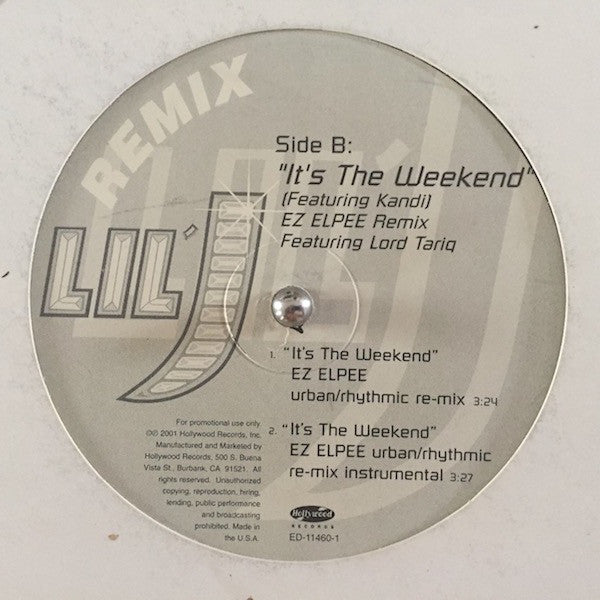 REMIX
LIL' J
Side B:
"It's The Weekend"
(Featuring Kandi)
EZ ELPEE Remix
Featuring Lord Tariq
1. "It's The Weekend"
EZ ELPEE
urban/rhythmic re-mix 3:24
2. "It's The Weekend"
EZ ELPEE urban/rhythmic
re-mix instrumental 3:27
For promotional use only.
©℗ 2001 Hollywood Records, Inc.
Manufactured and Marketed by
Hollywood Records, 500 S. Buena
Vista St., Burbank, CA 91521. All
rights reserved. Unauthorized
copying, reproduction, hiring,
lending, public performance
and broadcasting
prohibited. Made in
the U.S.A.
Hollywood
RECORDS
ED-11460-1